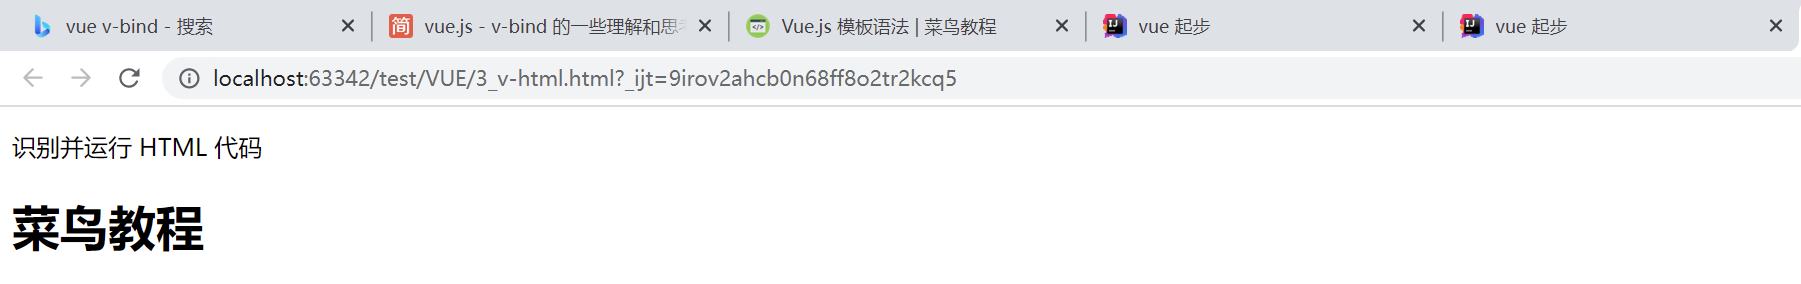 vue v-bind - 搜索
vue.js - v-bind 的一些理解和思考
Vue.js 模板语法 | 菜鸟教程
vue 起步
vue 起步
localhost:63342/test/VUE/3_v-html.html?_ijt=9irov2ahcb0n68ff8o2tr2kcq5
识别并运行 HTML 代码
菜鸟教程